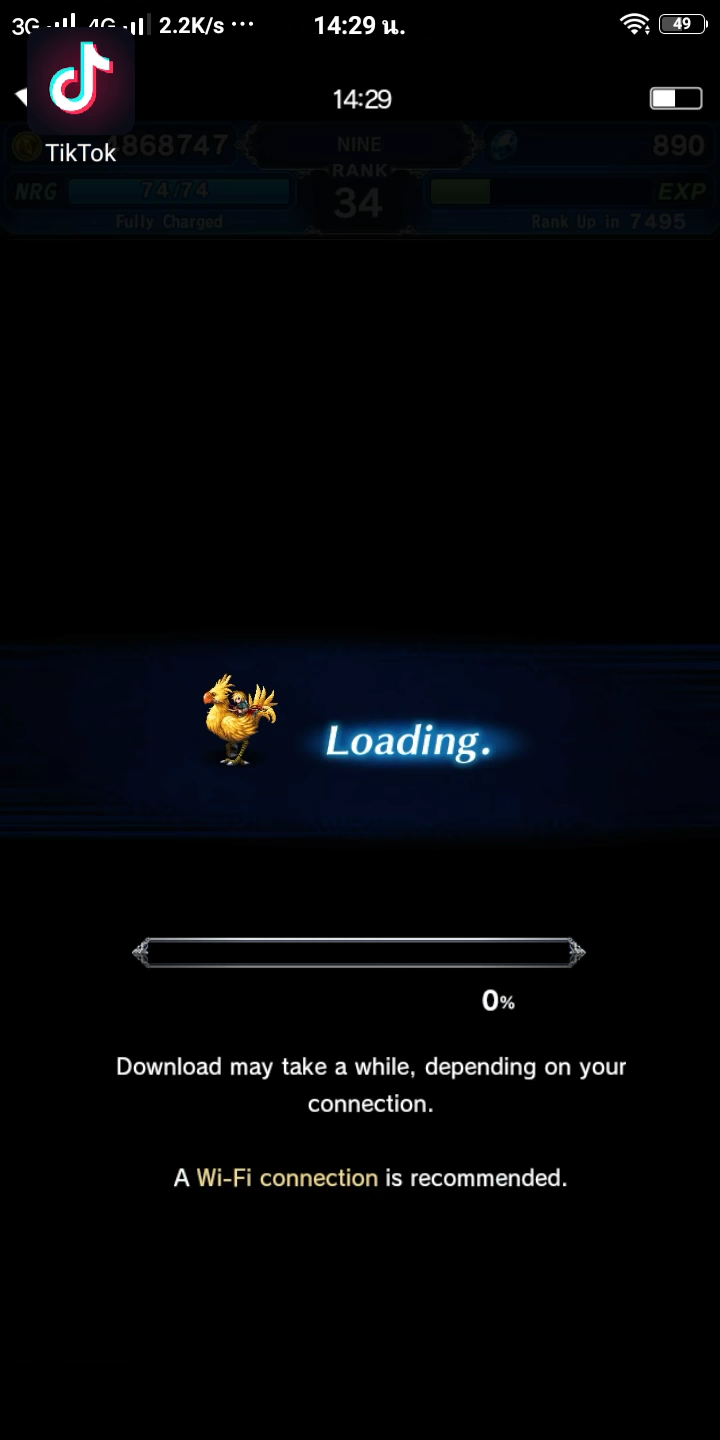 3G 4G 2.2K/s ... 14:29 น. 49
14:29
TikTok
4868747 NINE 890
RANK
NRG 74/74 34 EXP
Fully Charged Rank Up in 7495
Loading.
0%
Download may take a while, depending on your
connection.
A Wi-Fi connection is recommended.